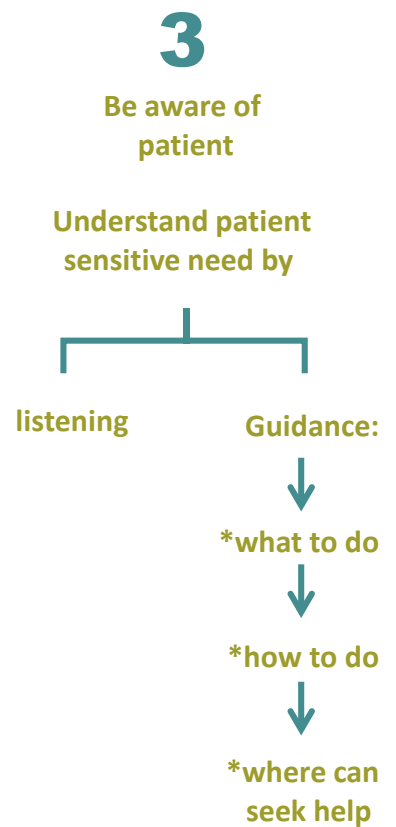 3
Be aware of
patient
Understand patient
sensitive need by
listening
Guidance:
*what to do
*how to do
*where can
seek help